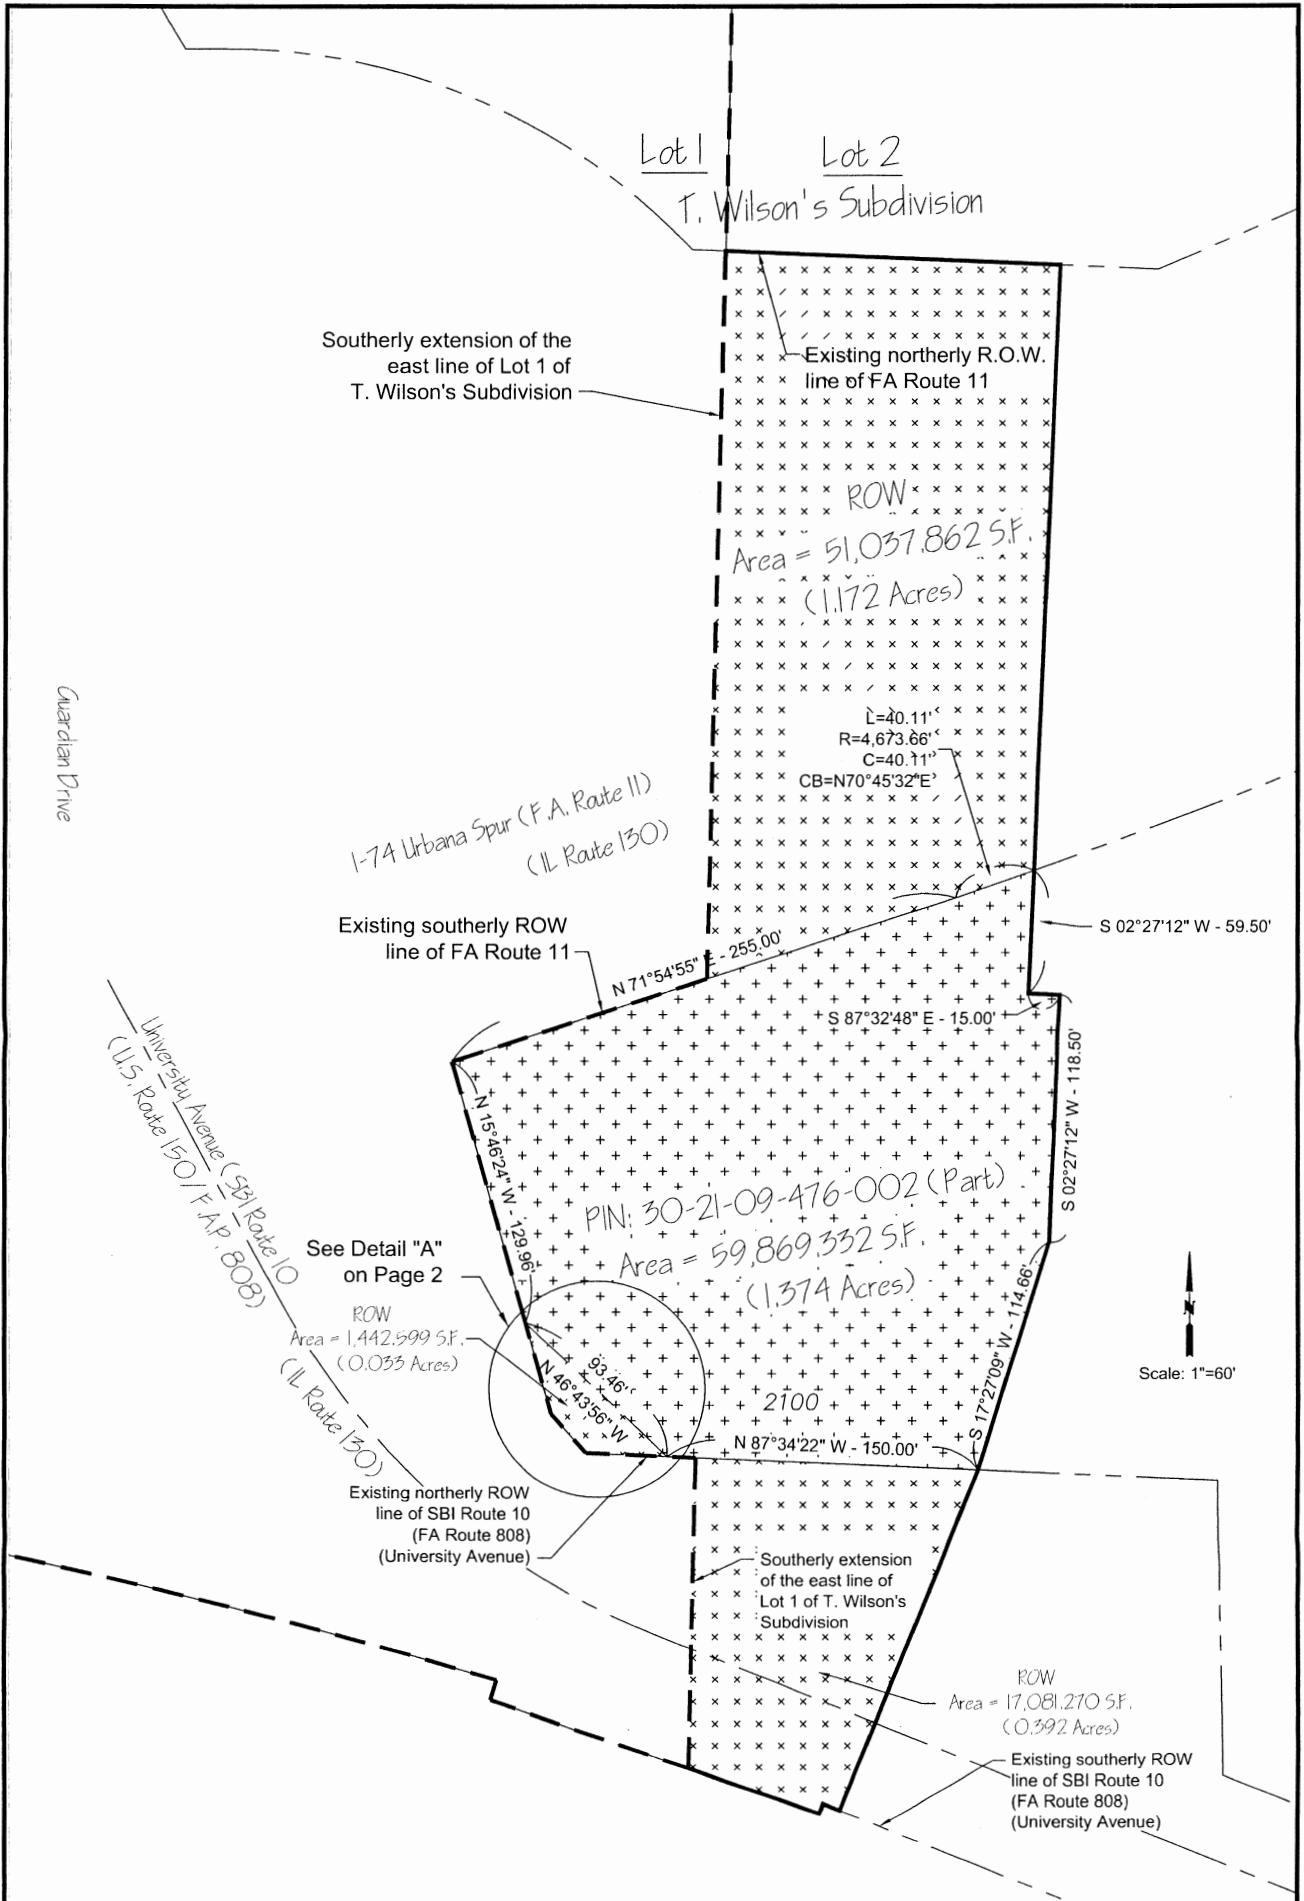 Lot 1
Lot 2
T. Wilson's Subdivision
Southerly extension of the
east line of Lot 1 of
T. Wilson's Subdivision
Existing northerly R.O.W.
line of FA Route 11
ROW
Area = 51,037.862 S.F.
(1.172 Acres)
Guardian Drive
L=40.11'
R=4,673.66'
C=40.11'
CB=N70°45'32"E
I-74 Urbana Spur (F.A. Route 11)
(IL Route 130)
Existing southerly ROW
line of FA Route 11
N 71°54'55" E - 255.00'
S 02°27'12" W - 59.50'
S 87°32'48" E - 15.00'
S 02°27'12" W - 118.50'
University Avenue (SBI Route 10
(U.S. Route 150 / F.A.P. 808)
(IL Route 130)
N 15°46'24" W - 129.96'
PIN: 30-21-09-476-002 (Part)
Area = 59,869.332 S.F.
(1.374 Acres)
See Detail "A"
on Page 2
ROW
Area = 1,442.599 S.F.
(0.033 Acres)
93.46'
N 46°43'56" W
2100
S 17°27'09" W - 114.66'
N
Scale: 1"=60'
N 87°34'22" W - 150.00'
Existing northerly ROW
line of SBI Route 10
(FA Route 808)
(University Avenue)
Southerly extension
of the east line of
Lot 1 of T. Wilson's
Subdivision
ROW
Area = 17,081.270 S.F.
(0.392 Acres)
Existing southerly ROW
line of SBI Route 10
(FA Route 808)
(University Avenue)